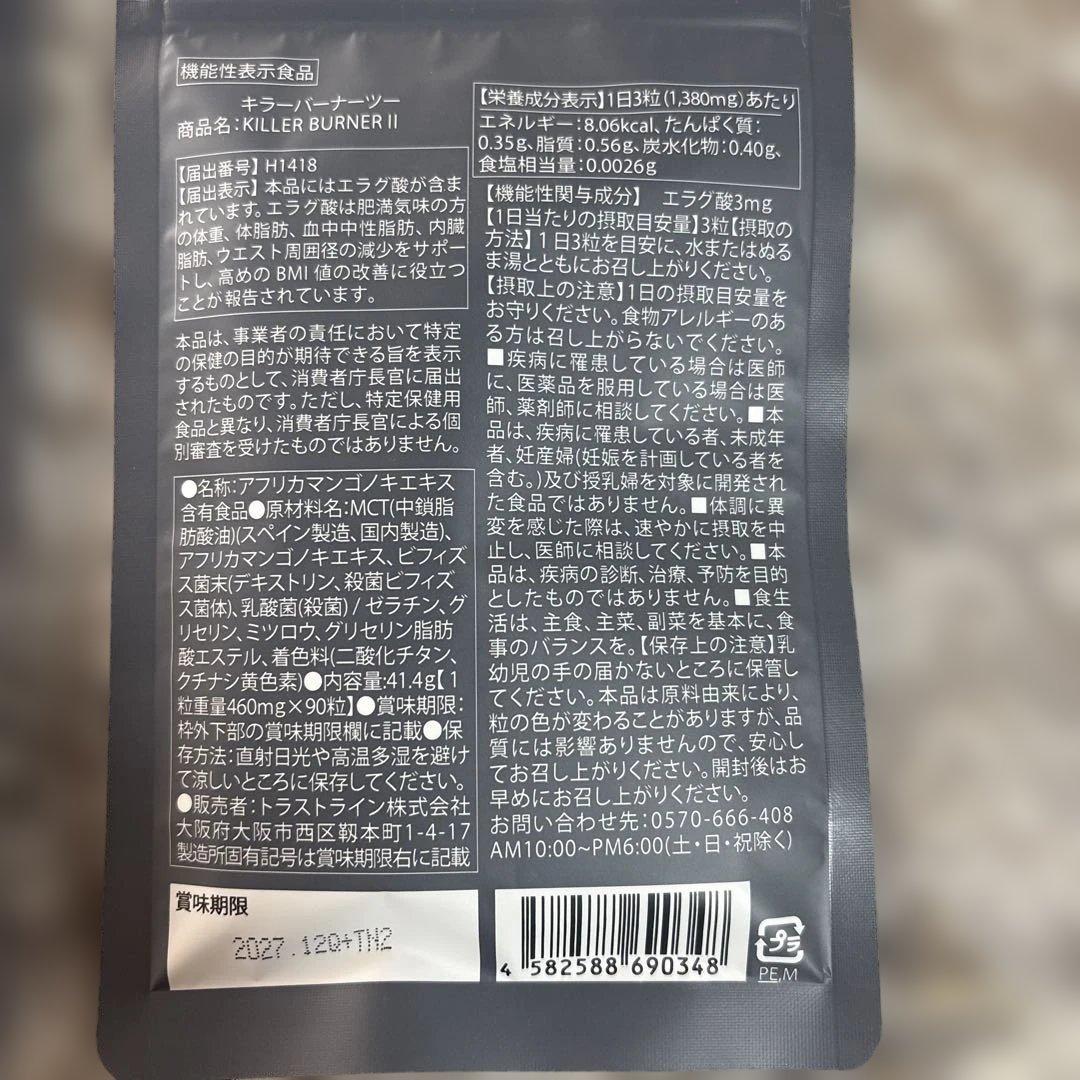 機能性表示食品
キラーバーナーツー
商品名:KILLER BURNER II
【届出番号】H1418
【届出表示】本品にはエラグ酸が含ま
れています。エラグ酸は肥満気味の方
の体重、体脂肪、血中中性脂肪、内臓
脂肪、ウエスト周囲径の減少をサポー
トし、高めの BMI 値の改善に役立つ
ことが報告されています。
本品は、事業者の責任において特定
の保健の目的が期待できる旨を表示
するものとして、消費者庁長官に届出
されたものです。ただし、特定保健用
食品と異なり、消費者庁長官による個
別審査を受けたものではありません。
●名称:アフリカマンゴノキエキス
含有食品●原材料名:MCT(中鎖脂
肪酸油)(スペイン製造、国内製造)、
アフリカマンゴノキエキス、ビフィズ
ス菌末(デキストリン、殺菌ビフィズ
ス菌体)、乳酸菌(殺菌) / ゼラチン、グ
リセリン、ミツロウ、グリセリン脂肪
酸エステル、着色料(二酸化チタン、
クチナシ黄色素)●内容量:41.4g【1
粒重量460mg×90粒】●賞味期限:
枠外下部の賞味期限欄に記載●保
存方法:直射日光や高温多湿を避け
て涼しいところに保存してください。
●販売者:トラストライン株式会社
大阪府大阪市西区靱本町1-4-17
製造所固有記号は賞味期限右に記載
【栄養成分表示】1日3粒(1,380mg)あたり
エネルギー:8.06kcal、たんぱく質:
0.35g、脂質:0.56g、炭水化物:0.40g、
食塩相当量:0.0026g
【機能性関与成分】 エラグ酸3mg
【1日当たりの摂取目安量】3粒【摂取の
方法】1日3粒を目安に、水またはぬる
ま湯とともにお召し上がりください。
【摂取上の注意】1日の摂取目安量を
お守りください。食物アレルギーのあ
る方は召し上がらないでください。
■疾病に罹患している場合は医師
に、医薬品を服用している場合は医
師、薬剤師に相談してください。■本
品は、疾病に罹患している者、未成年
者、妊産婦(妊娠を計画している者を
含む。)及び授乳婦を対象に開発され
た食品ではありません。■体調に異
変を感じた際は、速やかに摂取を中
止し、医師に相談してください。■本
品は、疾病の診断、治療、予防を目的
としたものではありません。■食生
活は、主食、主菜、副菜を基本に、食
事のバランスを。【保存上の注意】乳
幼児の手の届かないところに保管し
てください。本品は原料由来により、
粒の色が変わることがありますが、品
質には影響ありませんので、安心し
てお召し上がりください。開封後はお
早めにお召し上がりください。
お問い合わせ先:0570-666-408
AM10:00~PM6:00(土・日・祝除く)
賞味期限
2027.12Q+TN2
4 582588 690348
プラ
PE,M